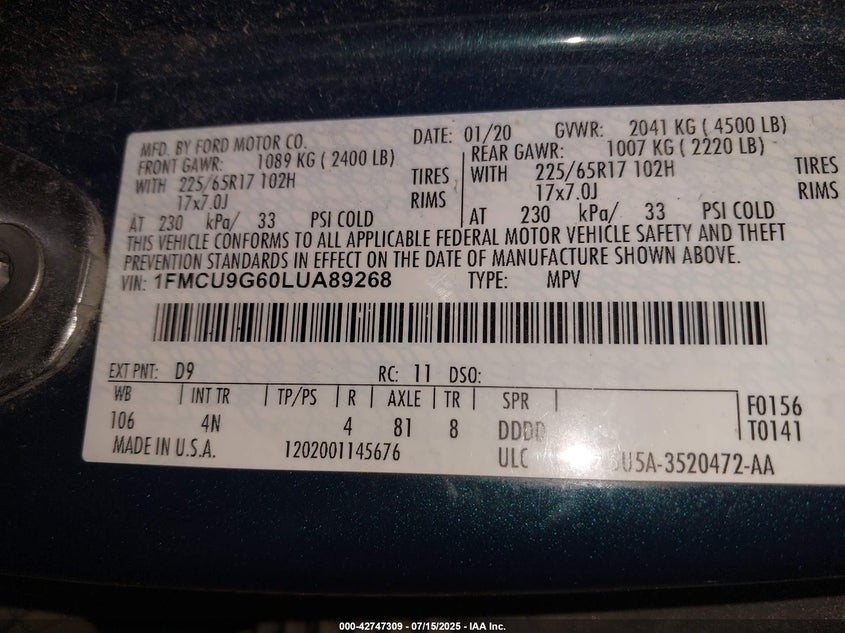 MFD. BY FORD MOTOR CO. DATE: 01/20 GVWR: 2041 KG ( 4500 LB)
FRONT GAWR: 1089 KG ( 2400 LB) REAR GAWR: 1007 KG ( 2220 LB)
WITH 225/65R17 102H TIRES WITH 225/65R17 102H TIRES
17x7.0J RIMS 17x7.0J RIMS
AT 230 kPa/ 33 PSI COLD AT 230 kPa/ 33 PSI COLD
THIS VEHICLE CONFORMS TO ALL APPLICABLE FEDERAL MOTOR VEHICLE SAFETY AND THEFT
PREVENTION STANDARDS IN EFFECT ON THE DATE OF MANUFACTURE SHOWN ABOVE.
VIN: 1FMCU9G60LUA89268 TYPE: MPV
EXT PNT: D9 RC: 11 DSO:
WB INT TR TP/PS R AXLE TR SPR F0156
106 4N 4 81 8 DDDD T0141
MADE IN U.S.A. 1202001145676 ULC U5A-3520472-AA
000-42747309 - 07/15/2025 - IAA Inc.